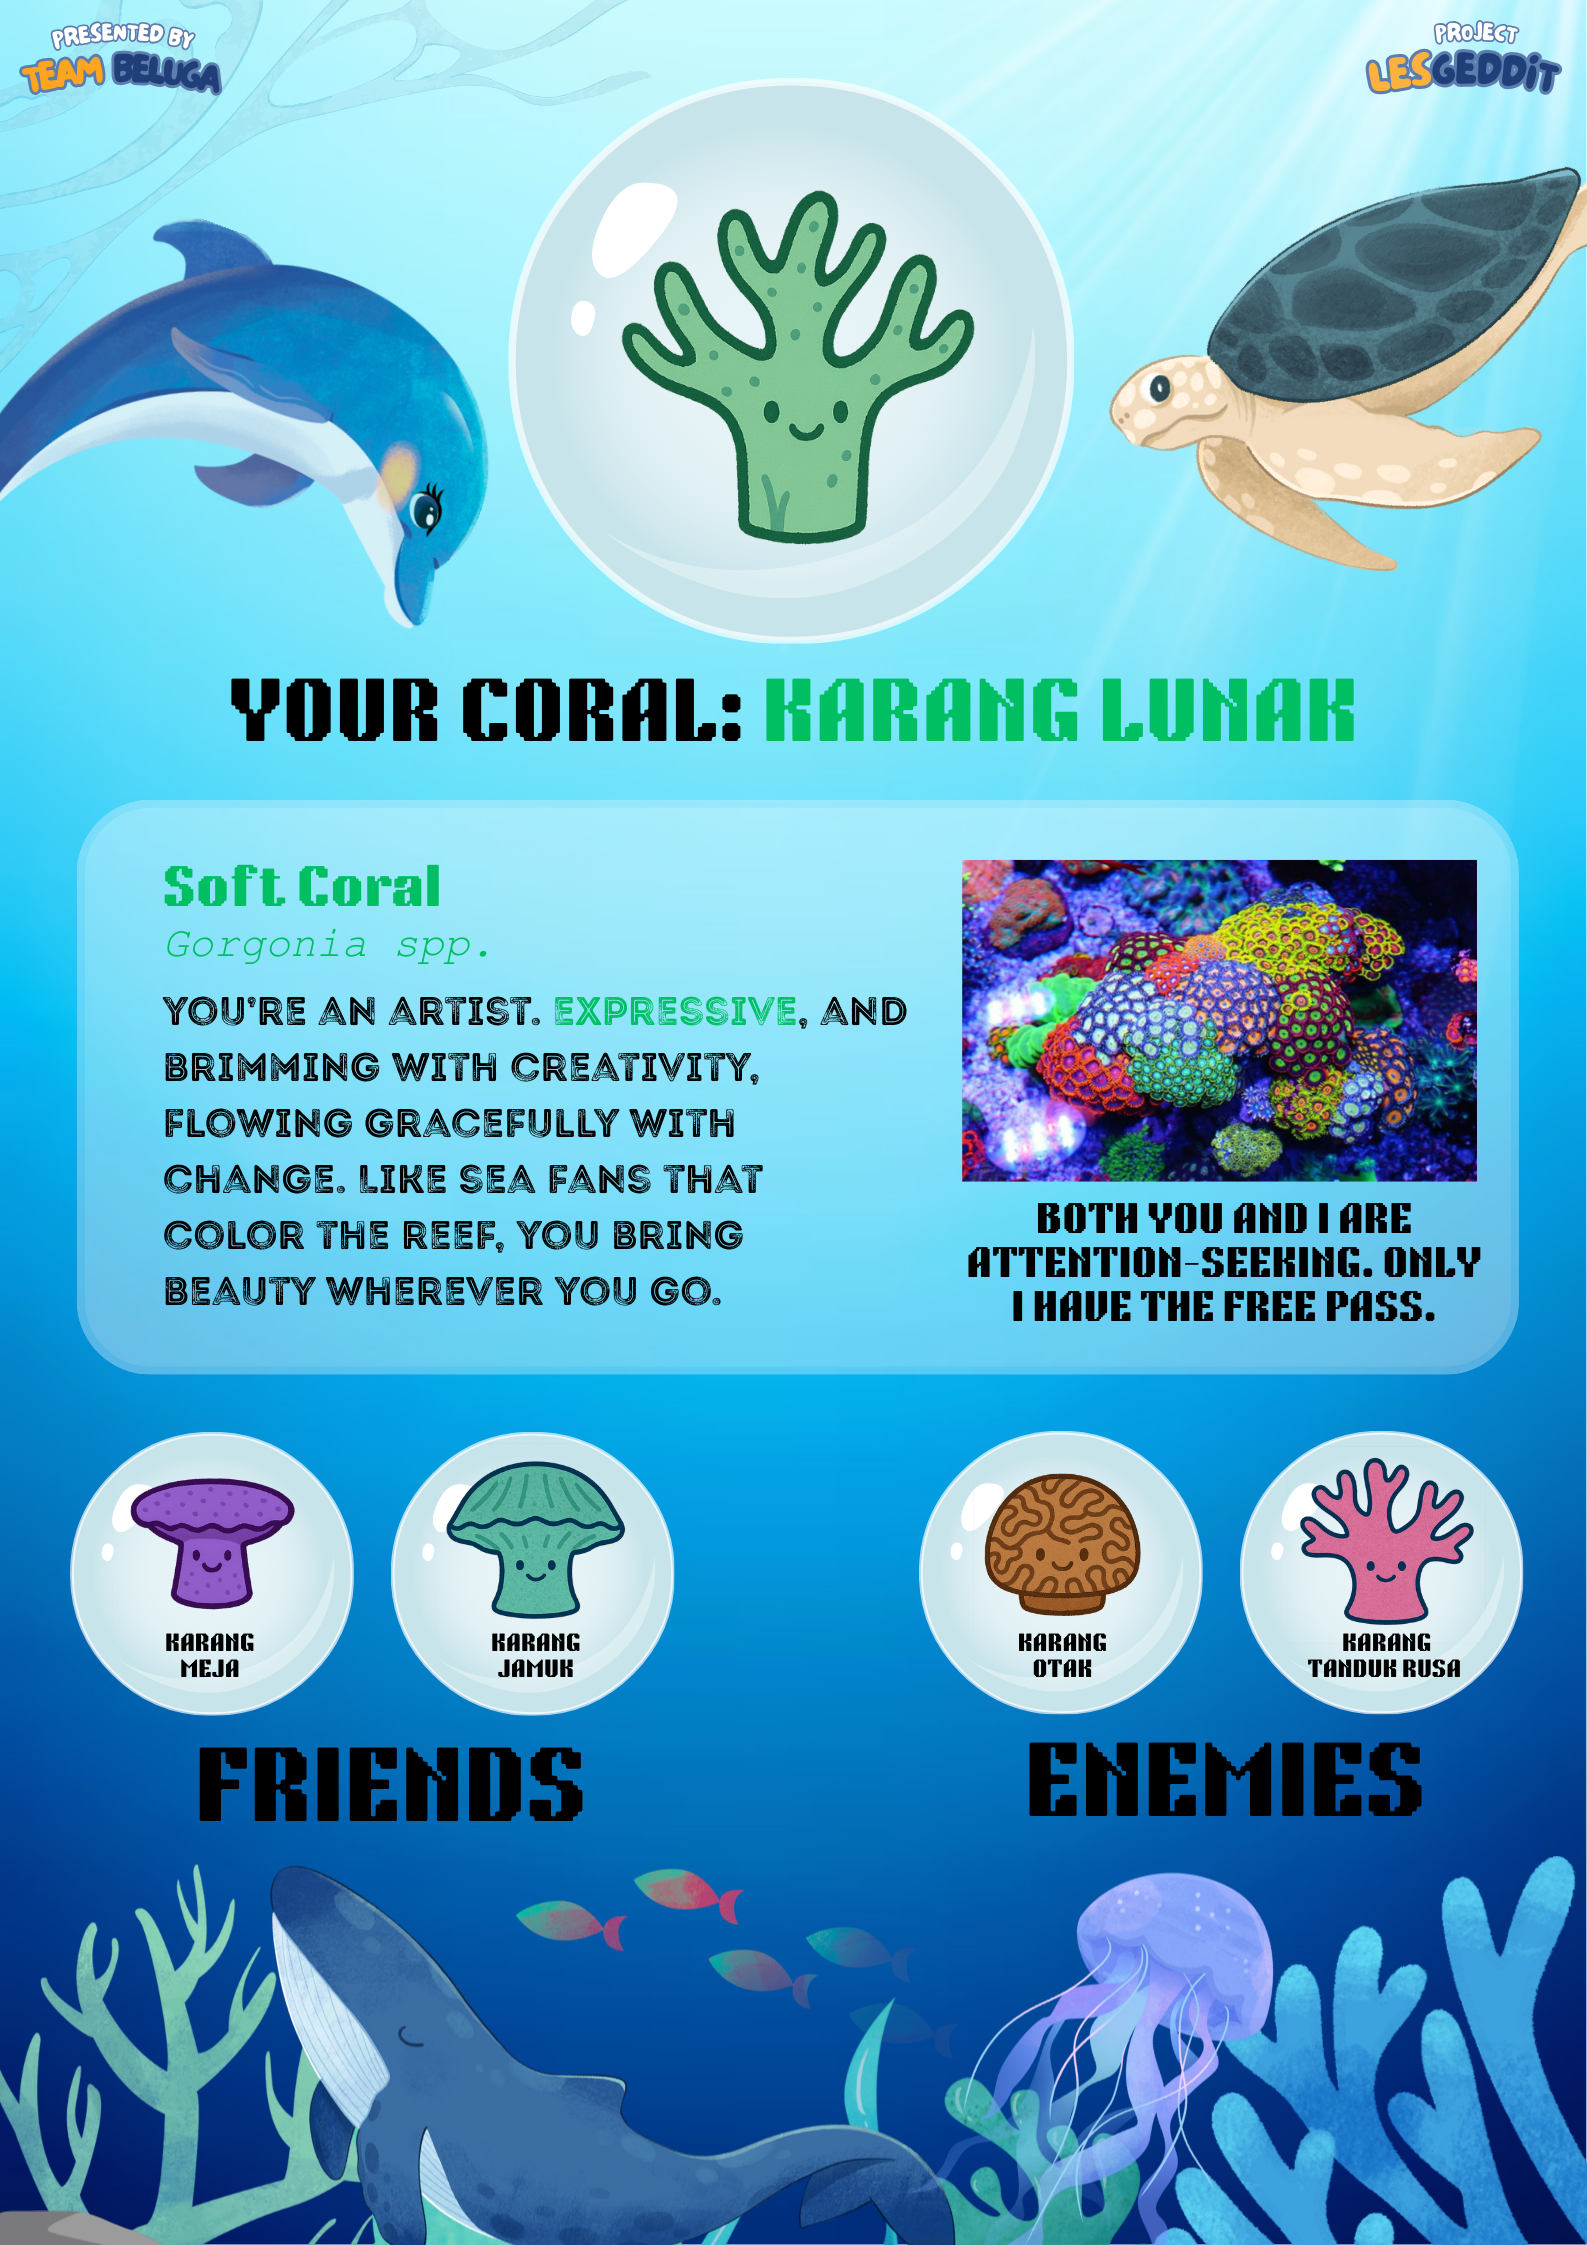 PRESENTED BY
TEAM BELUGA
PROJECT
LESGEDDiT
YOUR CORAL: KARANG LUNAK
Soft Coral
Gorgonia spp.
YOU'RE AN ARTIST. EXPRESSIVE, AND
BRIMMING WITH CREATIVITY,
FLOWING GRACEFULLY WITH
CHANGE. LIKE SEA FANS THAT
COLOR THE REEF, YOU BRING
BEAUTY WHEREVER YOU GO.
BOTH YOU AND I ARE
ATTENTION-SEEKING. ONLY
I HAVE THE FREE PASS.
KARANG
MEJA
KARANG
JAMUK
FRIENDS
KARANG
OTAK
KARANG
TANDUK RUSA
ENEMIES